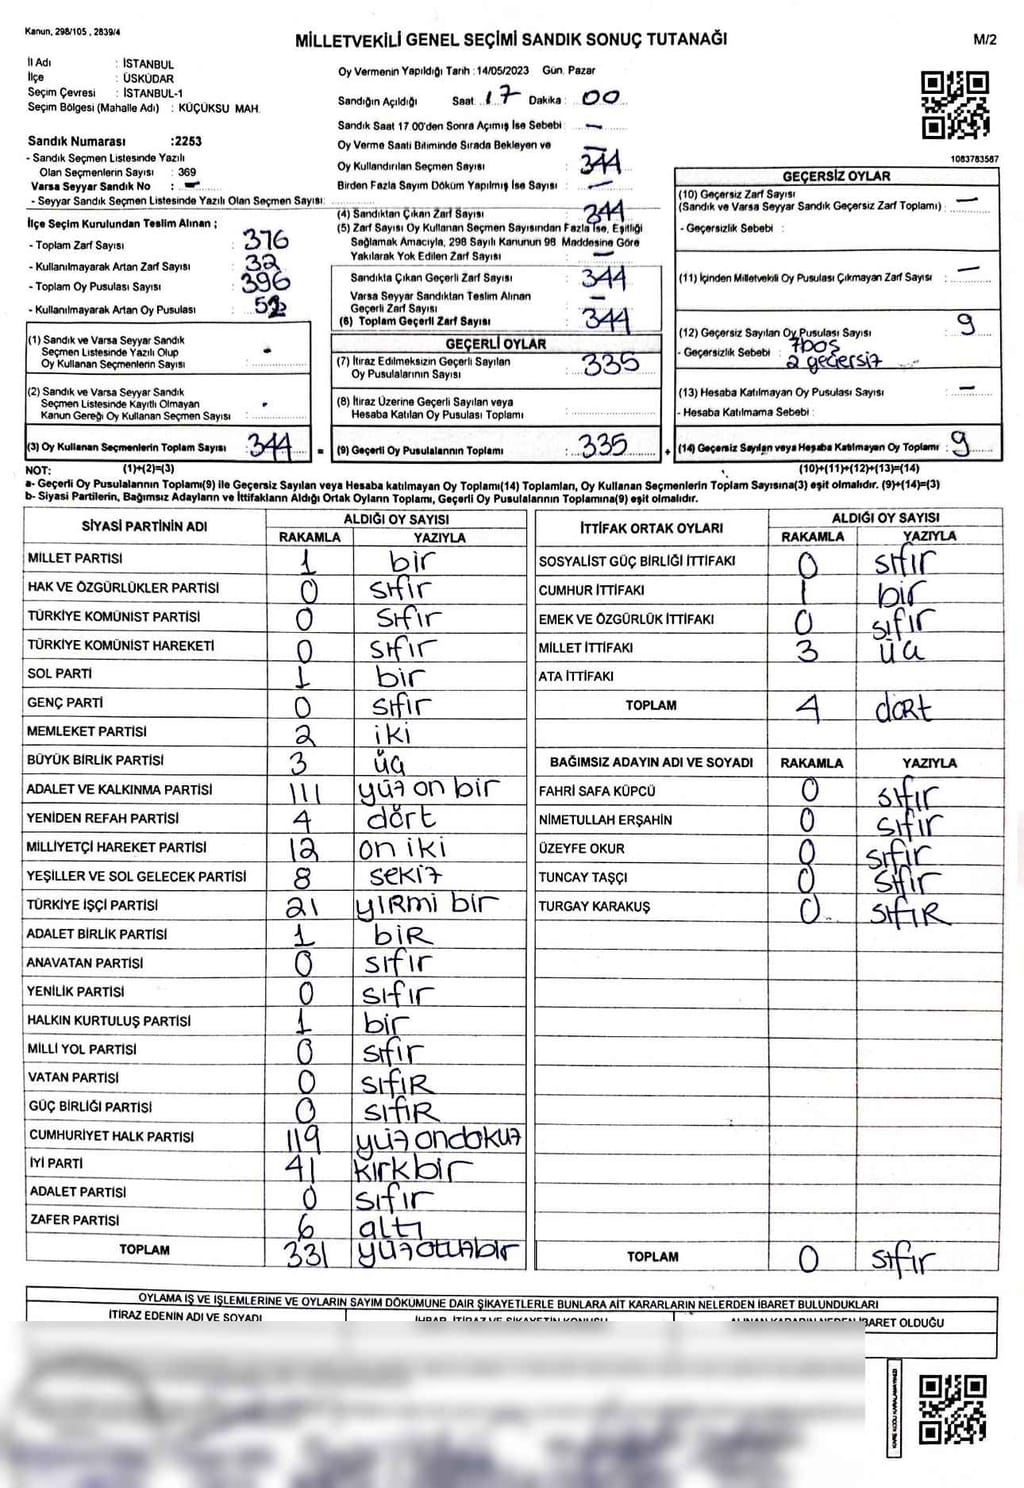 Kanun, 298/105 , 2839/4
MİLLETVEKİLİ GENEL SEÇİMİ SANDIK SONUÇ TUTANAĞI
M/2
İl Adı : İSTANBUL
İlçe : ÜSKÜDAR
Seçim Çevresi : İSTANBUL-1
Seçim Bölgesi (Mahalle Adı) : KÜÇÜKSU MAH.
Sandık Numarası :2253
- Sandık Seçmen Listesinde Yazılı
Olan Seçmenlerin Sayısı : 369
Varsa Seyyar Sandık No : -
- Seyyar Sandık Seçmen Listesinde Yazılı Olan Seçmen Sayısı:
Oy Vermenin Yapıldığı Tarih :14/05/2023 Gün: Pazar
Sandığın Açıldığı Saat: 17 Dakika: 00
Sandık Saat 17 00'den Sonra Açımış İse Sebebi: -
Oy Verme Saati Bitiminde Sırada Bekleyen ve : -
Oy Kullandırılan Seçmen Sayısı : 344
Birden Fazla Sayım Döküm Yapılmış İse Sayısı : -
1083783587
İlçe Seçim Kurulundan Teslim Alınan ;
- Toplam Zarf Sayısı : 376
- Kullanılmayarak Artan Zarf Sayısı : 32
- Toplam Oy Pusulası Sayısı : 396
- Kullanılmayarak Artan Oy Pusulası : 52
(1) Sandık ve Varsa Seyyar Sandık
Seçmen Listesinde Yazılı Olup
Oy Kullanan Seçmenlerin Sayısı : -
(2) Sandık ve Varsa Seyyar Sandık
Seçmen Listesinde Kayıtlı Olmayan
Kanun Gereği Oy Kullanan Seçmen Sayısı :
(3) Oy Kullanan Seçmenlerin Toplam Sayısı : 344 =
(4) Sandıktan Çıkan Zarf Sayısı : 344
(5) Zarf Sayısı Oy Kullanan Seçmen Sayısından Fazla İse, Eşitliği
Sağlamak Amacıyla, 298 Sayılı Kanunun 98 Maddesine Göre
Yakılarak Yok Edilen Zarf Sayısı : -
Sandıkta Çıkan Geçerli Zarf Sayısı : 344
Varsa Seyyar Sandıktan Teslim Alınan
Geçerli Zarf Sayısı : -
(6) Toplam Geçerli Zarf Sayısı : 344
GEÇERLİ OYLAR
(7) İtiraz Edilmeksizin Geçerli Sayılan
Oy Pusulalarının Sayısı : 335
(8) İtiraz Üzerine Geçerli Sayılan veya
Hesaba Katılan Oy Pusulası Toplamı :
(9) Geçerli Oy Pusulalarının Toplamı : 335 +
GEÇERSİZ OYLAR
(10) Geçersiz Zarf Sayısı
(Sandık ve Varsa Seyyar Sandık Geçersiz Zarf Toplamı) : -
- Geçersizlik Sebebi :
(11) İçinden Milletvekili Oy Pusulası Çıkmayan Zarf Sayısı : -
(12) Geçersiz Sayılan Oy Pusulası Sayısı : 9
- Geçersizlik Sebebi : 7boş
2 geçersiz
(13) Hesaba Katılmayan Oy Pusulası Sayısı : -
- Hesaba Katılmama Sebebi :
(14) Geçersiz Sayılan veya Hesaba Katılmayan Oy Toplamı : 9
NOT: (1)+(2)=(3) (10)+(11)+(12)+(13)=(14)
a- Geçerli Oy Pusulalarının Toplamı(9) ile Geçersiz Sayılan veya Hesaba katılmayan Oy Toplamı(14) Toplamları, Oy Kullanan Seçmenlerin Toplam Sayısına(3) eşit olmalıdır. (9)+(14)=(3)
b- Siyasi Partilerin, Bağımsız Adayların ve İttifakların Aldığı Ortak Oyların Toplamı, Geçerli Oy Pusulalarının Toplamına(9) eşit olmalıdır.
SİYASİ PARTİNİN ADI ALDIĞI OY SAYISI
RAKAMLA YAZIYLA
MİLLET PARTİSİ 1 bir
HAK VE ÖZGÜRLÜKLER PARTİSİ 0 sıfır
TÜRKİYE KOMÜNİST PARTİSİ 0 sıfır
TÜRKİYE KOMÜNİST HAREKETİ 0 sıfır
SOL PARTİ 1 bir
GENÇ PARTİ 0 sıfır
MEMLEKET PARTİSİ 2 iki
BÜYÜK BİRLİK PARTİSİ 3 üç
ADALET VE KALKINMA PARTİSİ 111 yüz on bir
YENİDEN REFAH PARTİSİ 4 dört
MİLLİYETÇİ HAREKET PARTİSİ 12 on iki
YEŞİLLER VE SOL GELECEK PARTİSİ 8 sekiz
TÜRKİYE İŞÇİ PARTİSİ 21 yiRmi bir
ADALET BİRLİK PARTİSİ 1 biR
ANAVATAN PARTİSİ 0 sıfır
YENİLİK PARTİSİ 0 sıfır
HALKIN KURTULUŞ PARTİSİ 1 bir
MİLLİ YOL PARTİSİ 0 sıfır
VATAN PARTİSİ 0 sıfıR
GÜÇ BİRLİĞİ PARTİSİ 0 sıfıR
CUMHURİYET HALK PARTİSİ 119 yüz ondokuz
İYİ PARTİ 41 kırkbir
ADALET PARTİSİ 0 sıfır
ZAFER PARTİSİ 6 altı
TOPLAM 331 yüzotuzbir
İTTİFAK ORTAK OYLARI ALDIĞI OY SAYISI
RAKAMLA YAZIYLA
SOSYALİST GÜÇ BİRLİĞİ İTTİFAKI 0 sıfır
CUMHUR İTTİFAKI 1 bir
EMEK VE ÖZGÜRLÜK İTTİFAKI 0 sıfır
MİLLET İTTİFAKI 3 üç
ATA İTTİFAKI
TOPLAM 4 döRt
BAĞIMSIZ ADAYIN ADI VE SOYADI RAKAMLA YAZIYLA
FAHRİ SAFA KÜPCÜ 0 sıfır
NİMETULLAH ERŞAHİN 0 sıfır
ÜZEYFE OKUR 0 sıfır
TUNCAY TAŞÇI 0 sıfır
TURGAY KARAKUŞ 0 sıfıR
TOPLAM 0 sıfır
OYLAMA İŞ VE İŞLEMLERİNE VE OYLARIN SAYIM DÖKÜMÜNE DAİR ŞİKAYETLERLE BUNLARA AİT KARARLARIN NELERDEN İBARET BULUNDUKLARI
İTİRAZ EDENİN ADI VE SOYADI
İBARET OLDUĞU